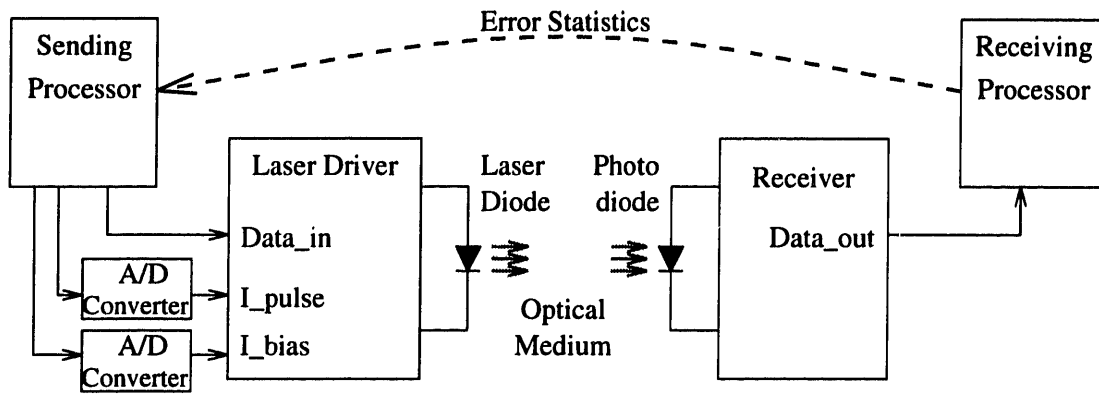 Error Statistics
Sending
Processor
Receiving
Processor
Laser Driver
Data_in
I_pulse
I_bias
A/D
Converter
A/D
Converter
Laser
Diode
Photo
diode
Optical
Medium
Receiver
Data_out